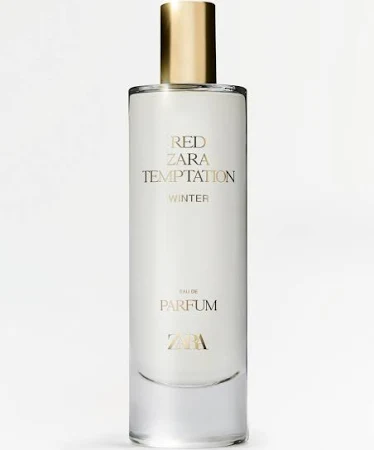 RED
ZARA
TEMPTATION
WINTER
EAU DE
PARFUM
ZARA